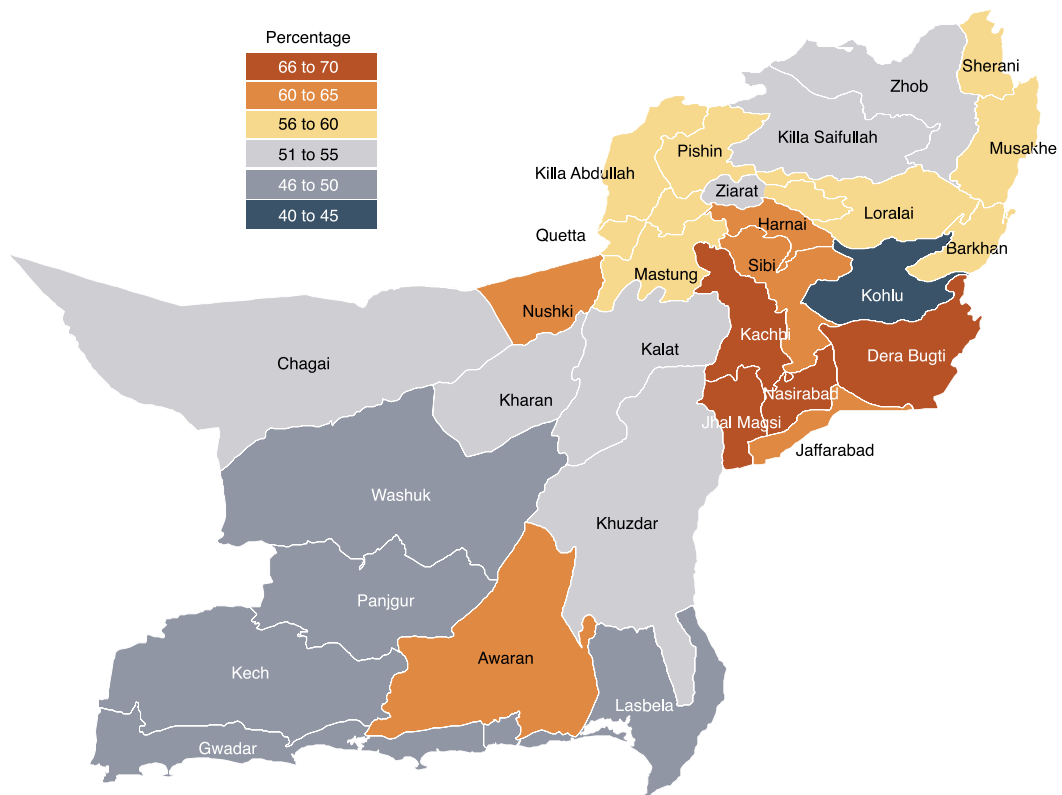 Percentage
66 to 70
60 to 65
56 to 60
51 to 55
46 to 50
40 to 45
Sherani
Zhob
Killa Saifullah
Musakhe
Pishin
Killa Abdullah
Ziarat
Loralai
Harnai
Quetta
Barkhan
Sibi
Mastung
Kohlu
Nushki
Kachhi
Kalat
Dera Bugti
Chagai
Nasirabad
Kharan
Jhal Magsi
Jaffarabad
Washuk
Khuzdar
Panjgur
Awaran
Kech
Lasbela
Gwadar